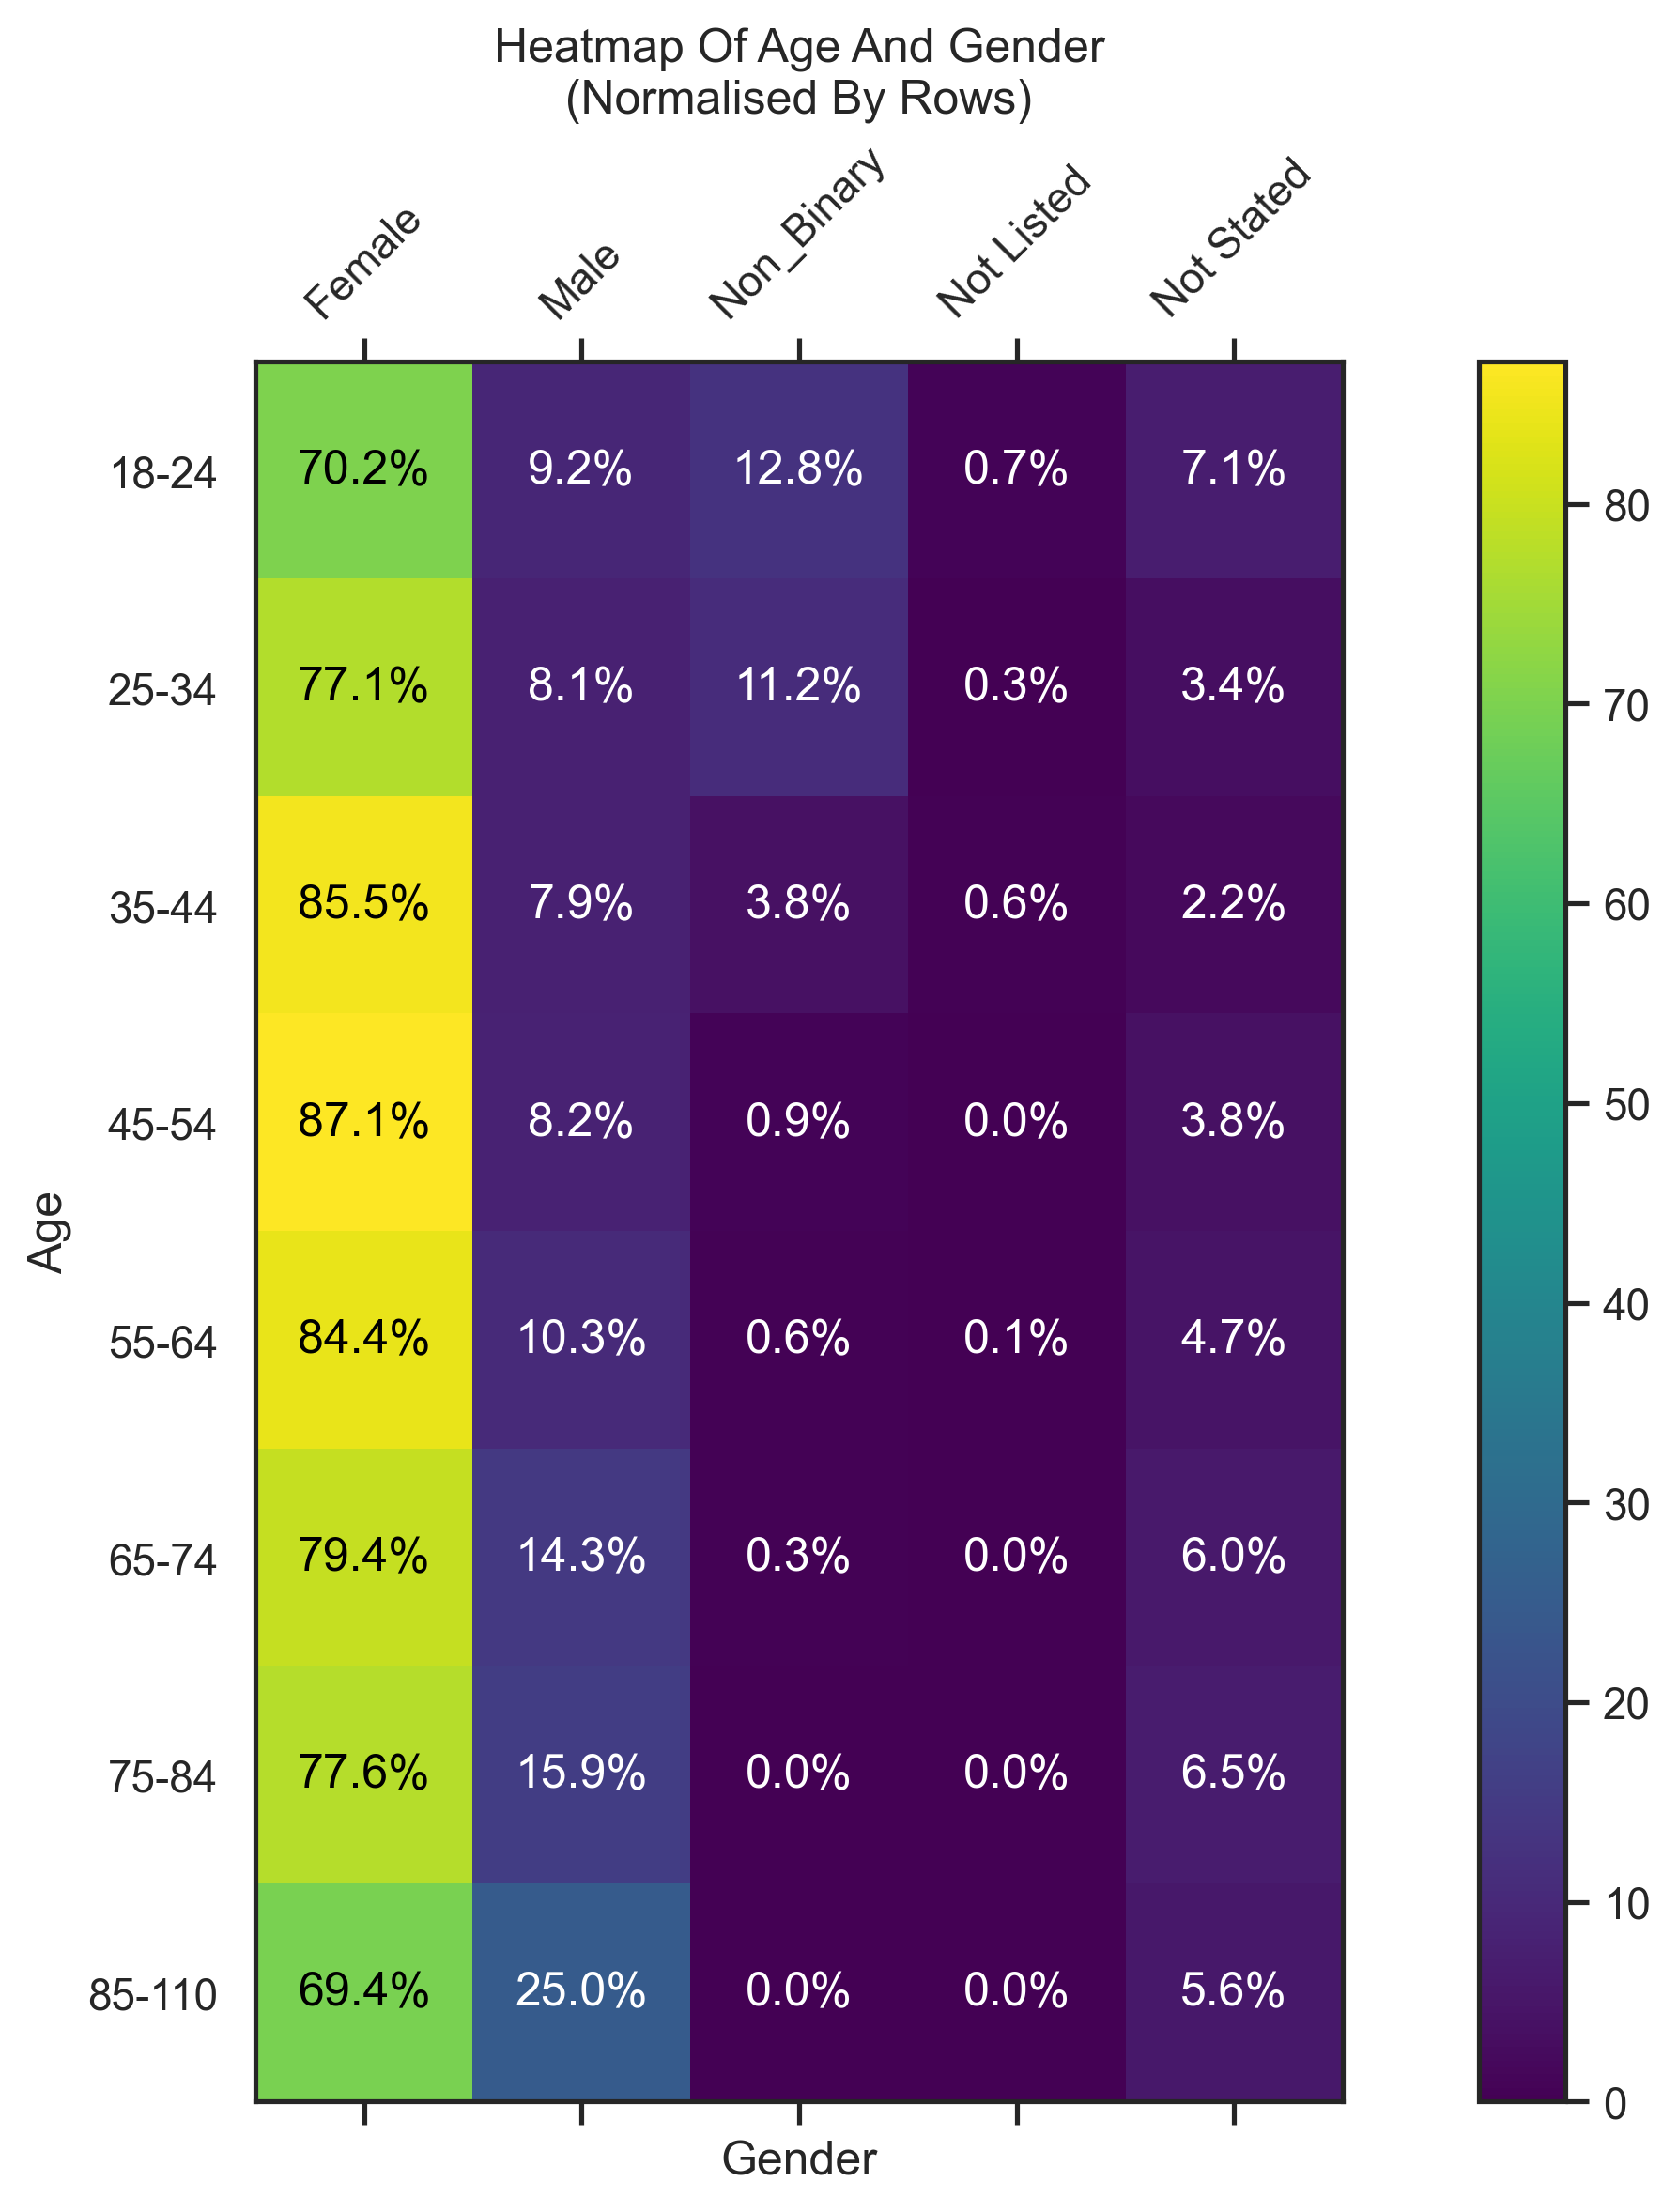 Heatmap Of Age And Gender
(Normalised By Rows)
Female Male Non_Binary Not Listed Not Stated
18-24 70.2% 9.2% 12.8% 0.7% 7.1%
25-34 77.1% 8.1% 11.2% 0.3% 3.4%
35-44 85.5% 7.9% 3.8% 0.6% 2.2%
45-54 87.1% 8.2% 0.9% 0.0% 3.8%
55-64 84.4% 10.3% 0.6% 0.1% 4.7%
65-74 79.4% 14.3% 0.3% 0.0% 6.0%
75-84 77.6% 15.9% 0.0% 0.0% 6.5%
85-110 69.4% 25.0% 0.0% 0.0% 5.6%
Age
Gender
80
70
60
50
40
30
20
10
0